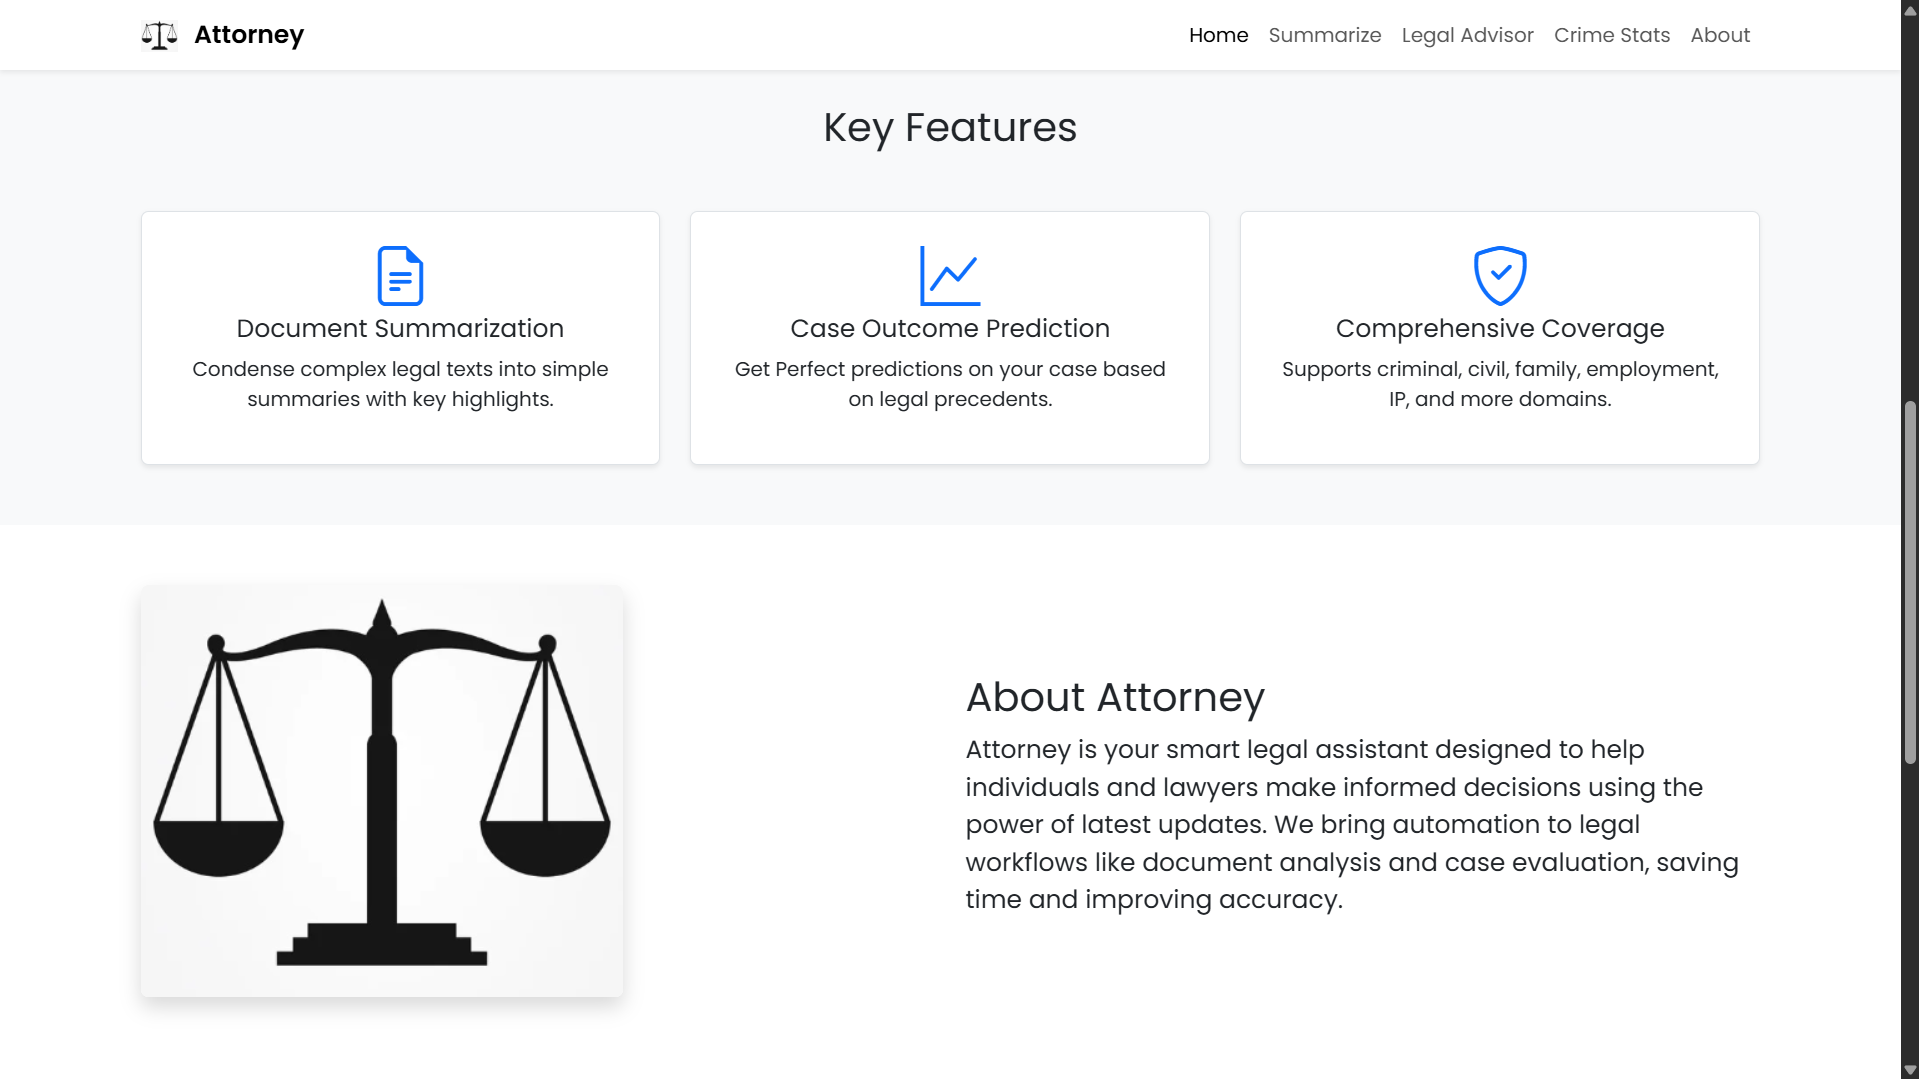 Attorney
Home Summarize Legal Advisor Crime Stats About
Key Features
Document Summarization
Condense complex legal texts into simple
summaries with key highlights.
Case Outcome Prediction
Get Perfect predictions on your case based
on legal precedents.
Comprehensive Coverage
Supports criminal, civil, family, employment,
IP, and more domains.
About Attorney
Attorney is your smart legal assistant designed to help
individuals and lawyers make informed decisions using the
power of latest updates. We bring automation to legal
workflows like document analysis and case evaluation, saving
time and improving accuracy.